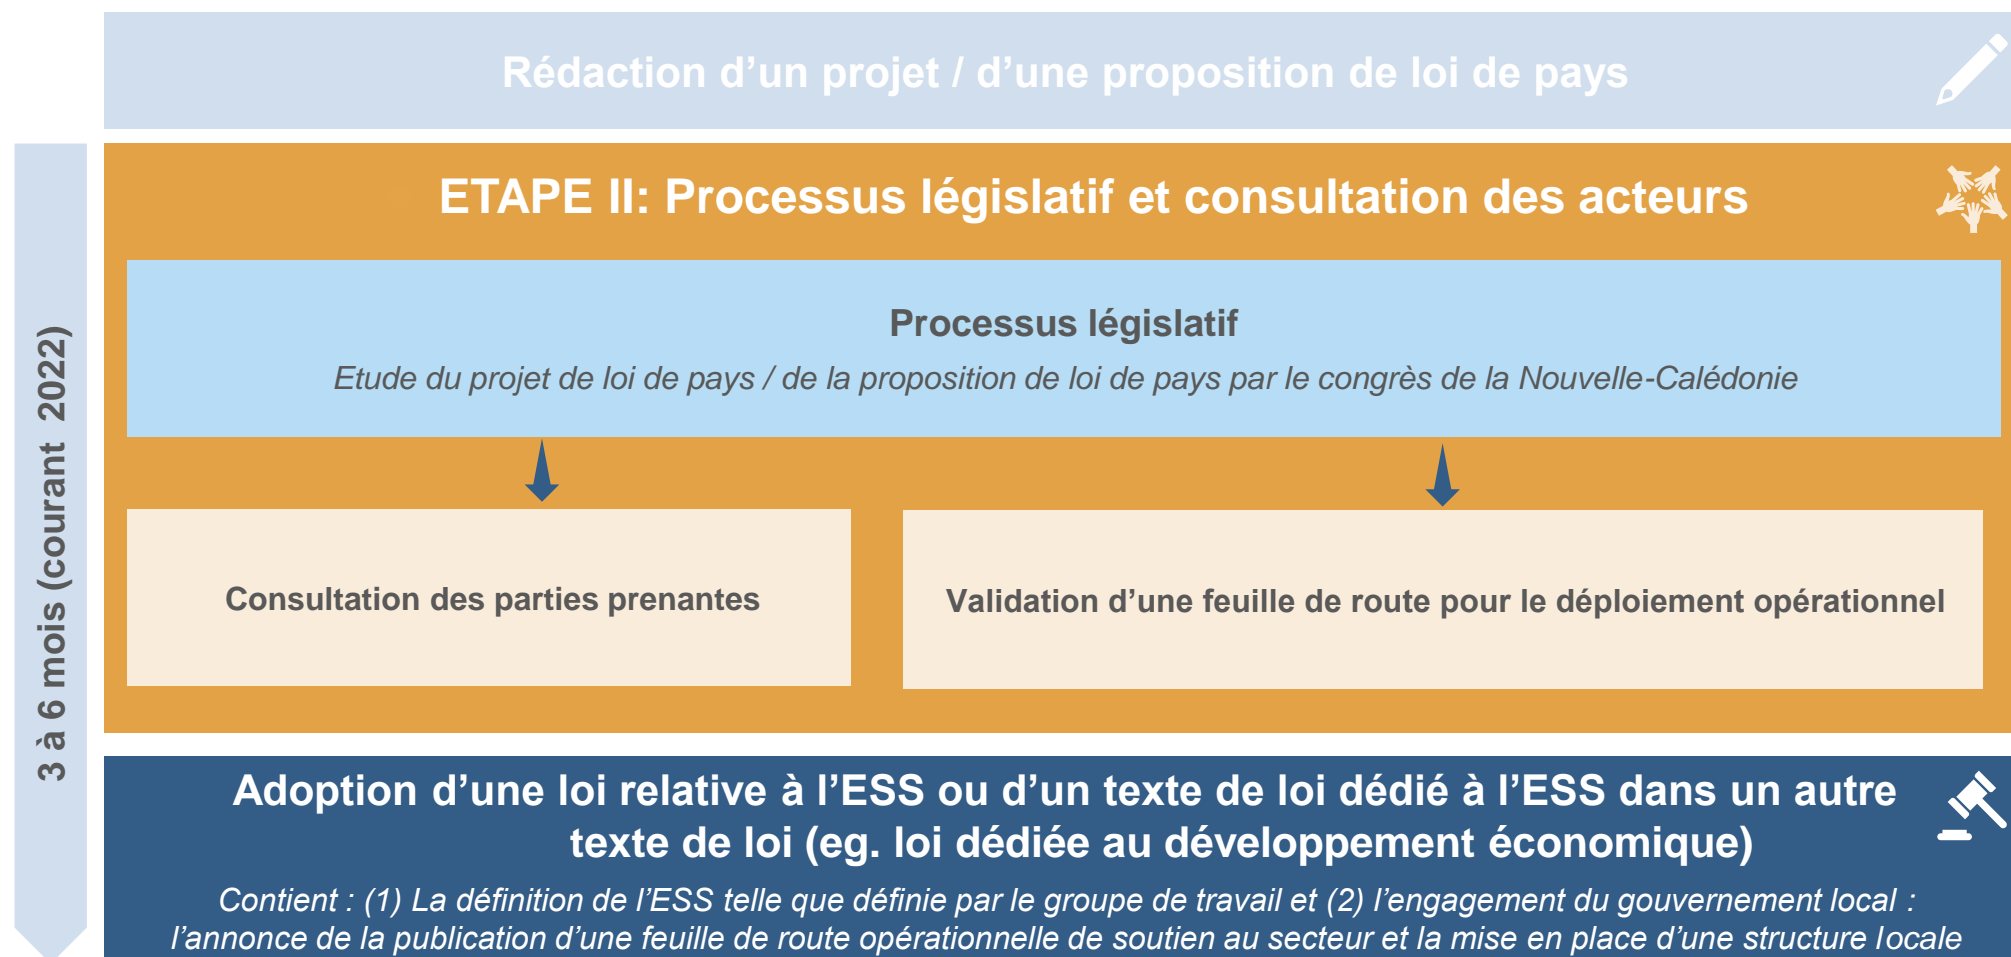 Rédaction d’un projet / d’une proposition de loi de pays
ETAPE II: Processus législatif et consultation des acteurs
Processus législatif
Etude du projet de loi de pays / de la proposition de loi de pays par le congrès de la Nouvelle-Calédonie
3 à 6 mois (courant 2022)
Consultation des parties prenantes
Validation d’une feuille de route pour le déploiement opérationnel
Adoption d’une loi relative à l’ESS ou d’un texte de loi dédié à l’ESS dans un autre
texte de loi (eg. loi dédiée au développement économique)
Contient : (1) La définition de l’ESS telle que définie par le groupe de travail et (2) l’engagement du gouvernement local :
l’annonce de la publication d’une feuille de route opérationnelle de soutien au secteur et la mise en place d’une structure locale